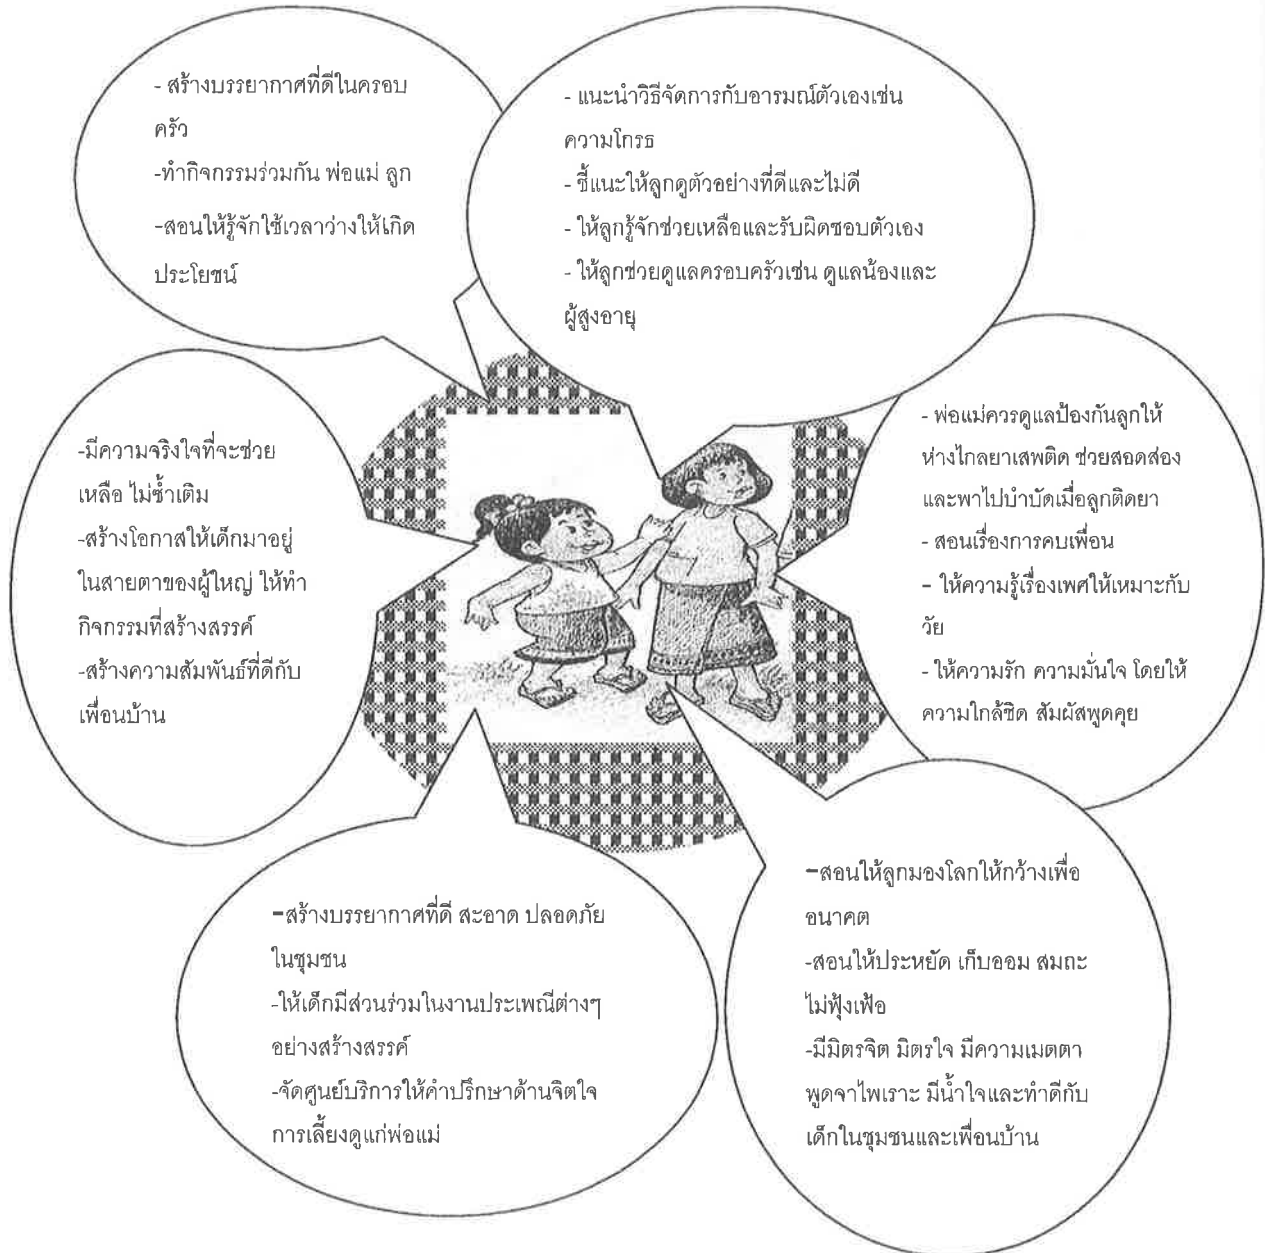 - สร้างบรรยากาศที่ดีในครอบ
ครัว
-ทำกิจกรรมร่วมกัน พ่อแม่ ลูก
-สอนให้รู้จักใช้เวลาว่างให้เกิด
ประโยชน์
- แนะนำวิธีจัดการกับอารมณ์ตัวเองเช่น
ความโกรธ
- ชี้แนะให้ลูกดูตัวอย่างที่ดีและไม่ดี
- ให้ลูกรู้จักช่วยเหลือและรับผิดชอบตัวเอง
- ให้ลูกช่วยดูแลครอบครัวเช่น ดูแลน้องและ
ผู้สูงอายุ
-มีความจริงใจที่จะช่วย
เหลือ ไม่ซ้ำเติม
-สร้างโอกาสให้เด็กมาอยู่
ในสายตาของผู้ใหญ่ ให้ทำ
กิจกรรมที่สร้างสรรค์
-สร้างความสัมพันธ์ที่ดีกับ
เพื่อนบ้าน
- พ่อแม่ควรดูแลป้องกันลูกให้
ห่างไกลยาเสพติด ช่วยสอดส่อง
และพาไปบำบัดเมื่อลูกติดยา
- สอนเรื่องการคบเพื่อน
- ให้ความรู้เรื่องเพศให้เหมาะกับ
วัย
- ให้ความรัก ความมั่นใจ โดยให้
ความใกล้ชิด สัมผัสพูดคุย
-สร้างบรรยากาศที่ดี สะอาด ปลอดภัย
ในชุมชน
-ให้เด็กมีส่วนร่วมในงานประเพณีต่างๆ
อย่างสร้างสรรค์
-จัดศูนย์บริการให้คำปรึกษาด้านจิตใจ
การเลี้ยงดูแก่พ่อแม่
-สอนให้ลูกมองโลกให้กว้างเพื่อ
อนาคต
-สอนให้ประหยัด เก็บออม สมถะ
ไม่ฟุ้งเฟ้อ
-มีมิตรจิต มิตรใจ มีความเมตตา
พูดจาไพเราะ มีน้ำใจและทำดีกับ
เด็กในชุมชนและเพื่อนบ้าน